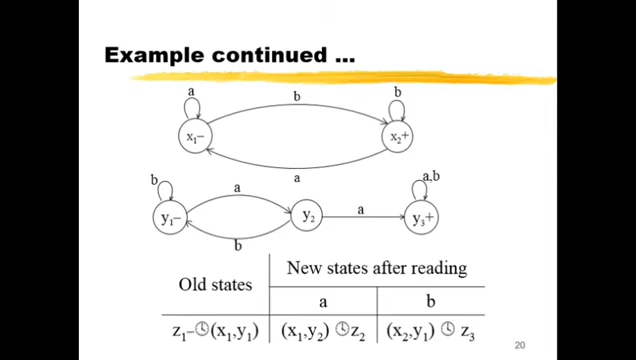 Example continued ...
a
b
b
x₁–
x₂+
a
b
a
a,b
y₁–
y₂
a
y₃+
b
Old states
New states after reading
a
b
z₁–🕓(x₁,y₁)
(x₁,y₂) 🕓z₂
(x₂,y₁) 🕓 z₃
20